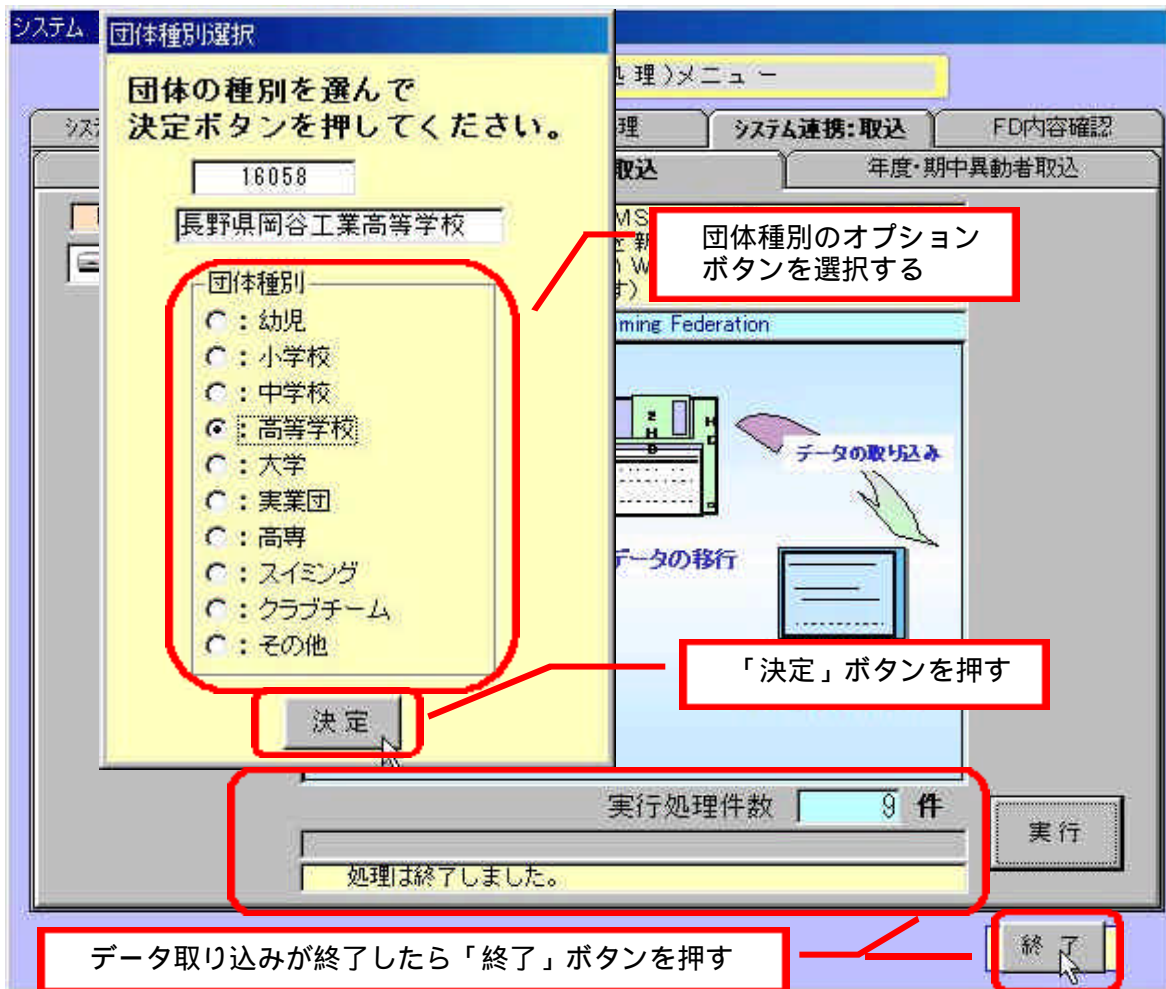 システム
団体種別選択
団体の種別を選んで
決定ボタンを押してください。
16058
長野県岡谷工業高等学校
団体種別
：幼児
：小学校
：中学校
：高等学校
：大学
：実業団
：高専
：スイミング
：クラブチーム
：その他
決定
理)メニュー
システム連携:取込
FD内容確認
取込
年度・期中異動者取込
団体種別のオプション
ボタンを選択する
ming Federation
データの取り込み
データの移行
「決定」ボタンを押す
実行処理件数 9 件
実行
処理は終了しました。
データ取り込みが終了したら「終了」ボタンを押す
終了